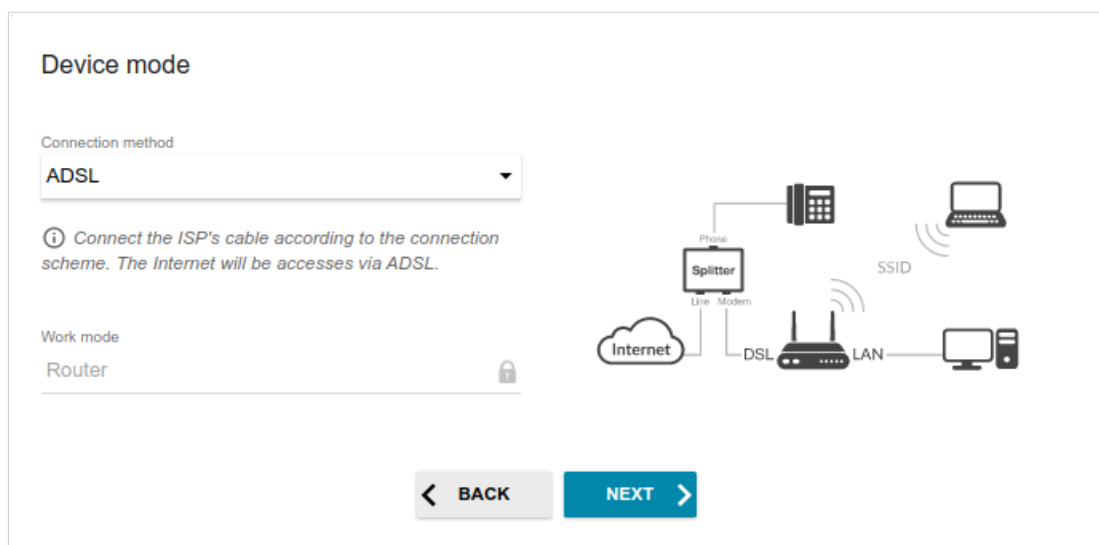 Device mode
Connection method
ADSL
Connect the ISP's cable according to the connection
scheme. The Internet will be accesses via ADSL.
Work mode
Router
Phone
Splitter
Line Modem
SSID
Internet
DSL
LAN
BACK
NEXT